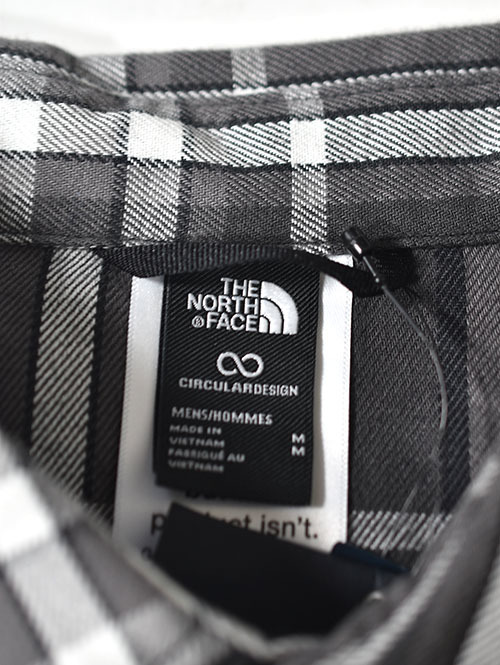 THE
NORTH
FACE
CIRCULARDESIGN
MENS/HOMMES
MADE IN
VIETNAM M
FABRIQUÉ AU M
VIETNAM
isn't.